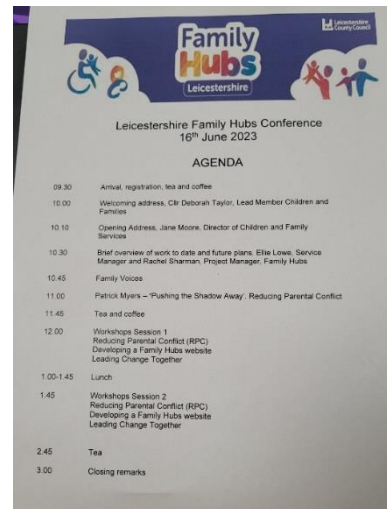 Leicestershire
County Council
Family
Hubs
Leicestershire
Leicestershire Family Hubs Conference
16th June 2023
AGENDA
09.30 Arrival, registration, tea and coffee
10.00 Welcoming address, Cllr Deborah Taylor, Lead Member Children and
Families
10.10 Opening Address, Jane Moore, Director of Children and Family
Services
10.30 Brief overview of work to date and future plans, Ellie Lowe, Service
Manager and Rachel Sharman, Project Manager, Family Hubs
10.45 Family Voices
11.00 Patrick Myers – 'Pushing the Shadow Away'. Reducing Parental Conflict
11.45 Tea and coffee
12.00 Workshops Session 1
Reducing Parental Conflict (RPC)
Developing a Family Hubs website
Leading Change Together
1.00-1.45 Lunch
1.45 Workshops Session 2
Reducing Parental Conflict (RPC)
Developing a Family Hubs website
Leading Change Together
2.45 Tea
3.00 Closing remarks